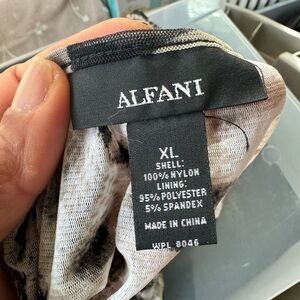 ALFANI
XL
SHELL:
100% NYLON
LINING:
95% POLYESTER
5% SPANDEX
MADE IN CHINA
WPL 8046